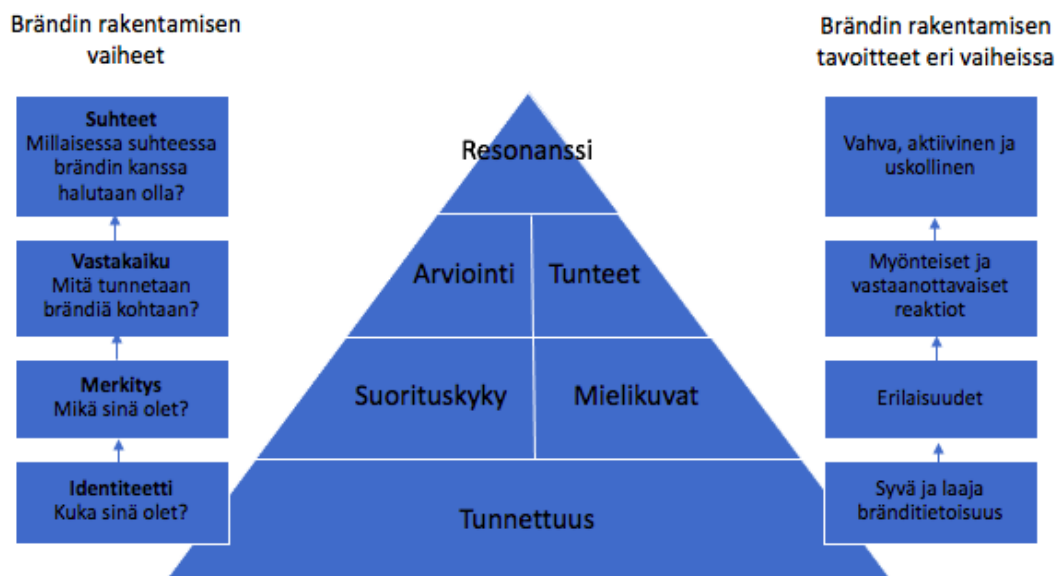 Brändin rakentamisen
vaiheet
Suhteet
Millaisessa suhteessa
brändin kanssa
halutaan olla?
Vastakaiku
Mitä tunnetaan
brändiä kohtaan?
Merkitys
Mikä sinä olet?
Identiteetti
Kuka sinä olet?
Resonanssi
Arviointi
Tunteet
Suorituskyky
Mielikuvat
Tunnettuus
Brändin rakentamisen
tavoitteet eri vaiheissa
Vahva, aktiivinen ja
uskollinen
Myönteiset ja
vastaanottavaiset
reaktiot
Erilaisuudet
Syvä ja laaja
bränditietoisuus